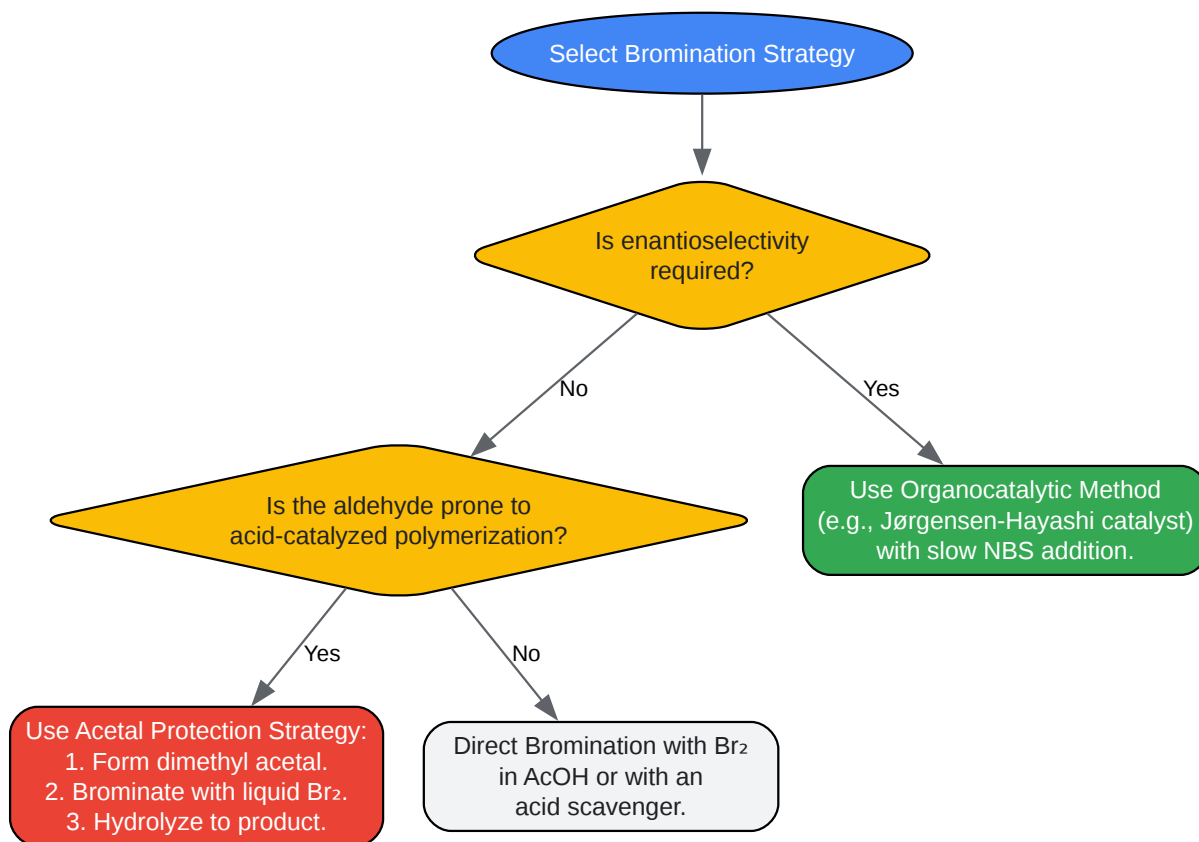 Select Bromination Strategy
Is enantioselectivity
required?
No
Yes
Is the aldehyde prone to
acid-catalyzed polymerization?
Use Organocatalytic Method
(e.g., Jørgensen-Hayashi catalyst)
with slow NBS addition.
Yes
No
Use Acetal Protection Strategy:
1. Form dimethyl acetal.
2. Brominate with liquid Br₂.
3. Hydrolyze to product.
Direct Bromination with Br₂
in AcOH or with an
acid scavenger.